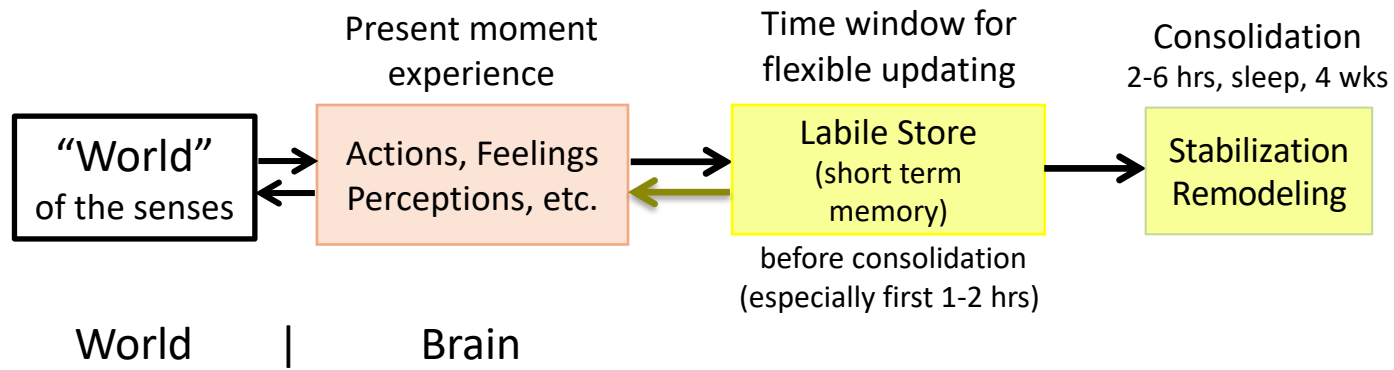 Present moment
experience
Time window for
flexible updating
Consolidation
2-6 hrs, sleep, 4 wks
“World”
of the senses
Actions, Feelings
Perceptions, etc.
Labile Store
(short term
memory)
Stabilization
Remodeling
before consolidation
(especially first 1-2 hrs)
World | Brain